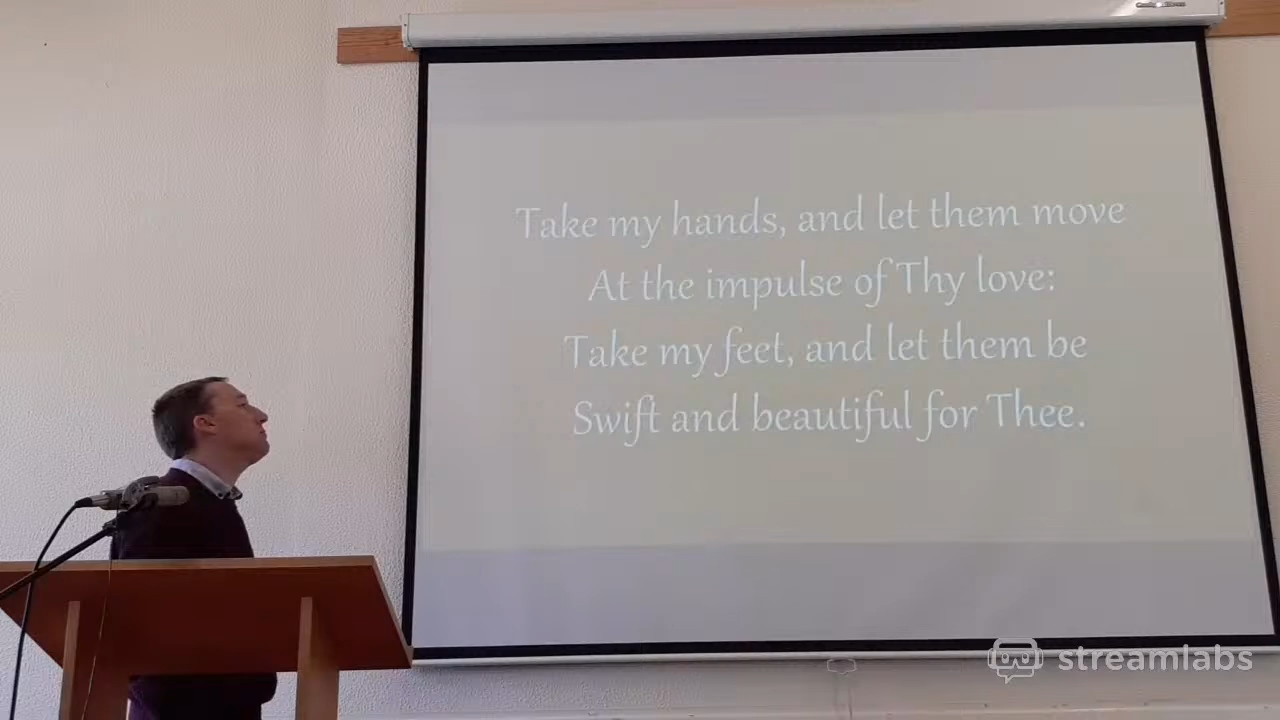 Take my hands, and let them move
At the impulse of Thy love:
Take my feet, and let them be
Swift and beautiful for Thee.
streamlabs